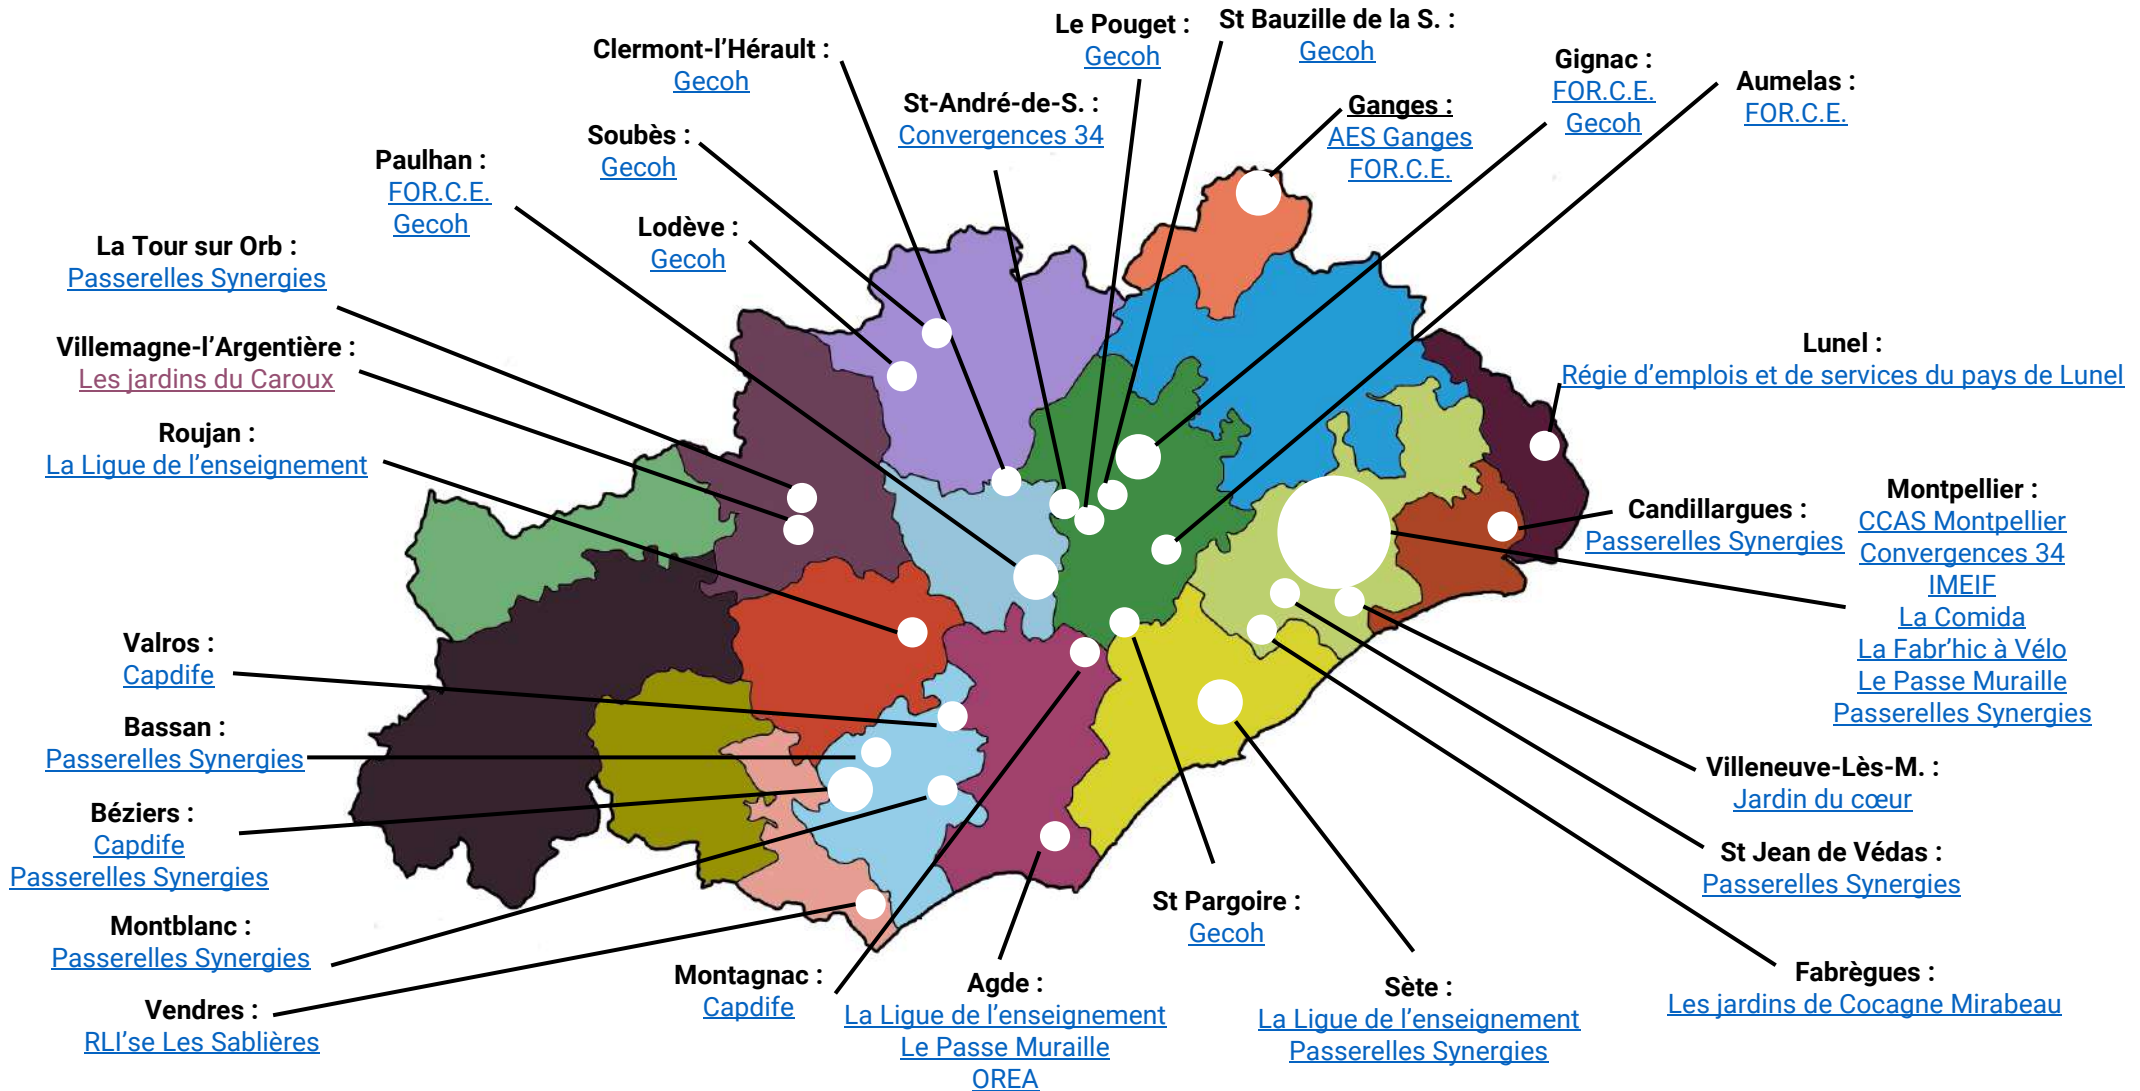 Le Pouget :
Gecoh
St Bauzille de la S. :
Gecoh
Clermont-l'Hérault :
Gecoh
Gignac :
FOR.C.E.
Gecoh
Aumelas :
FOR.C.E.
St-André-de-S. :
Convergences 34
Ganges :
AES Ganges
FOR.C.E.
Soubès :
Gecoh
Paulhan :
FOR.C.E.
Gecoh
Lodève :
Gecoh
La Tour sur Orb :
Passerelles Synergies
Villemagne-l'Argentière :
Les jardins du Caroux
Lunel :
Régie d'emplois et de services du pays de Lunel
Roujan :
La Ligue de l'enseignement
Candillargues :
Passerelles Synergies
Montpellier :
CCAS Montpellier
Convergences 34
IMEIF
La Comida
La Fabr'hic à Vélo
Le Passe Muraille
Passerelles Synergies
Valros :
Capdife
Bassan :
Passerelles Synergies
Villeneuve-Lès-M. :
Jardin du cœur
Béziers :
Capdife
Passerelles Synergies
St Jean de Védas :
Passerelles Synergies
Montblanc :
Passerelles Synergies
St Pargoire :
Gecoh
Fabrègues :
Les jardins de Cocagne Mirabeau
Vendres :
RLI'se Les Sablières
Montagnac :
Capdife
Agde :
La Ligue de l'enseignement
Le Passe Muraille
OREA
Sète :
La Ligue de l'enseignement
Passerelles Synergies